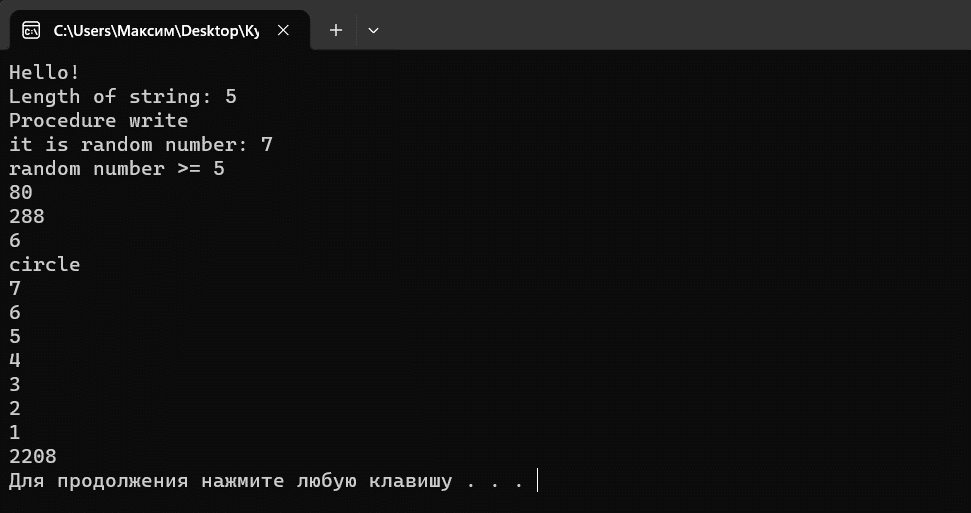 C:\Users\Максим\Desktop\Ку
Hello!
Length of string: 5
Procedure write
it is random number: 7
random number >= 5
80
288
6
circle
7
6
5
4
3
2
1
2208
Для продолжения нажмите любую клавишу . . .